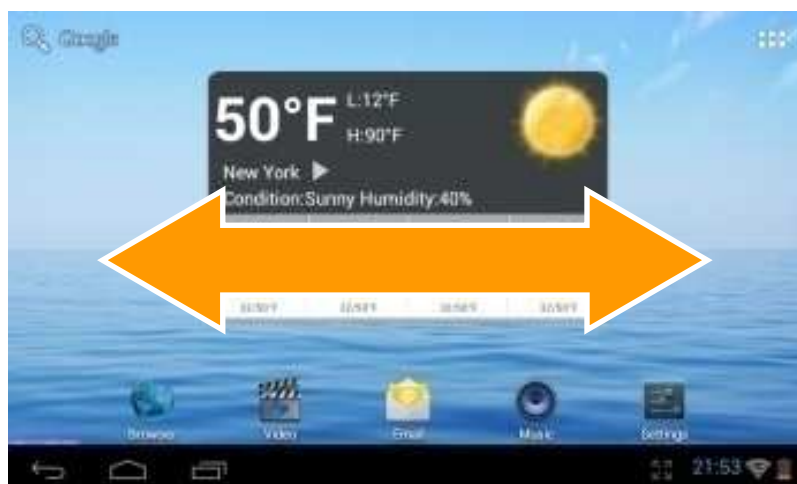 Google
50°F
L:12°F
H:90°F
New York
Condition:Sunny Humidity:40%
Browser
Video
Email
Music
Settings
21:53